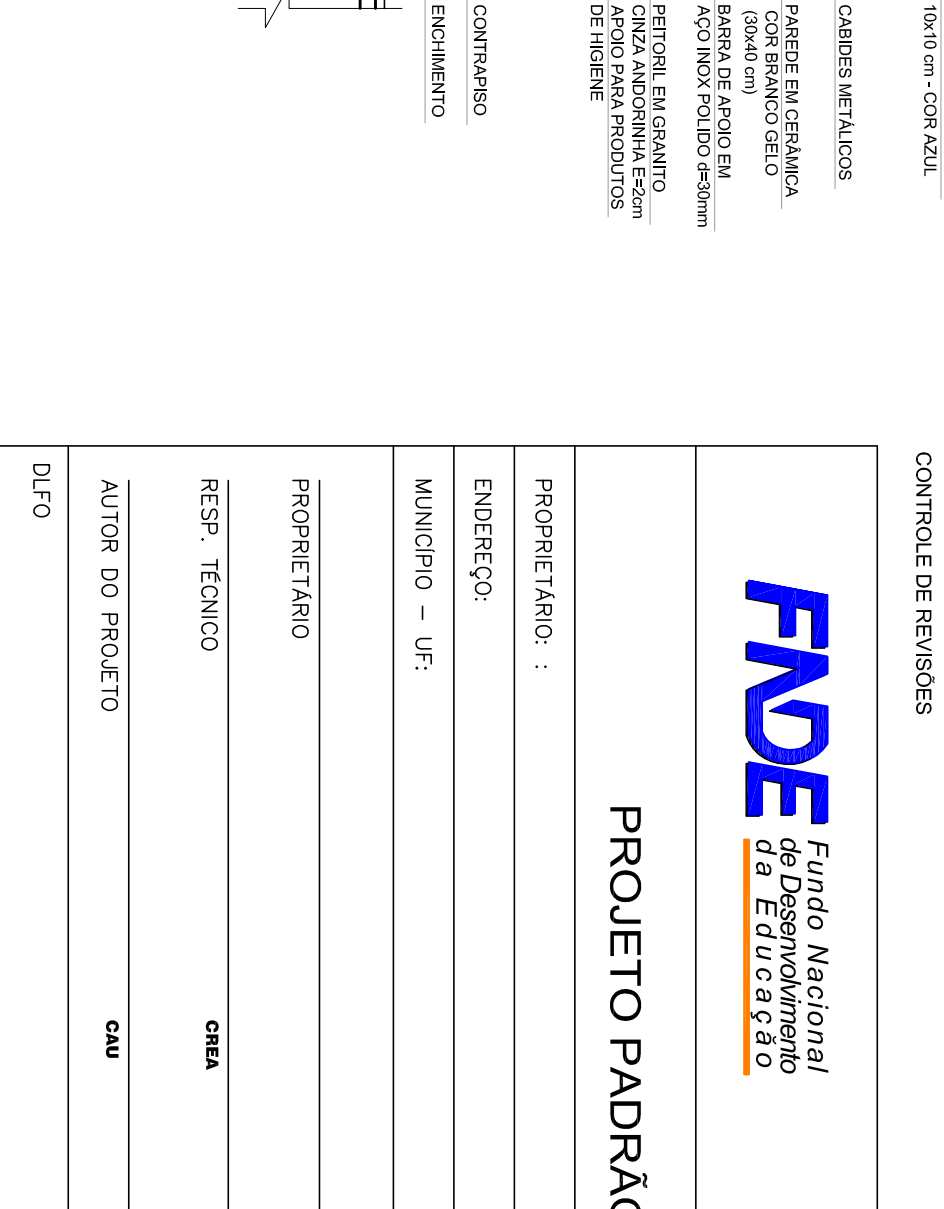 10x10 cm - COR AZUL
CABIDES METÁLICOS
PAREDE EM CERÂMICA
COR BRANCO GELO
(30x40 cm)
BARRA DE APOIO EM
AÇO INOX POLIDO d=30mm
PEITORIL EM GRANITO
CINZA ANDORINHA E=2cm
APOIO PARA PRODUTOS
DE HIGIENE
CONTRAPISO
ENCHIMENTO
CONTROLE DE REVISÕES
FNDE
Fundo Nacional
de Desenvolvimento
da Educação
PROJETO PADRÃO
PROPRIETÁRIO: :
ENDEREÇO:
MUNICÍPIO - UF:
PROPRIETÁRIO
RESP. TÉCNICO CREA
AUTOR DO PROJETO CAU
DLFO